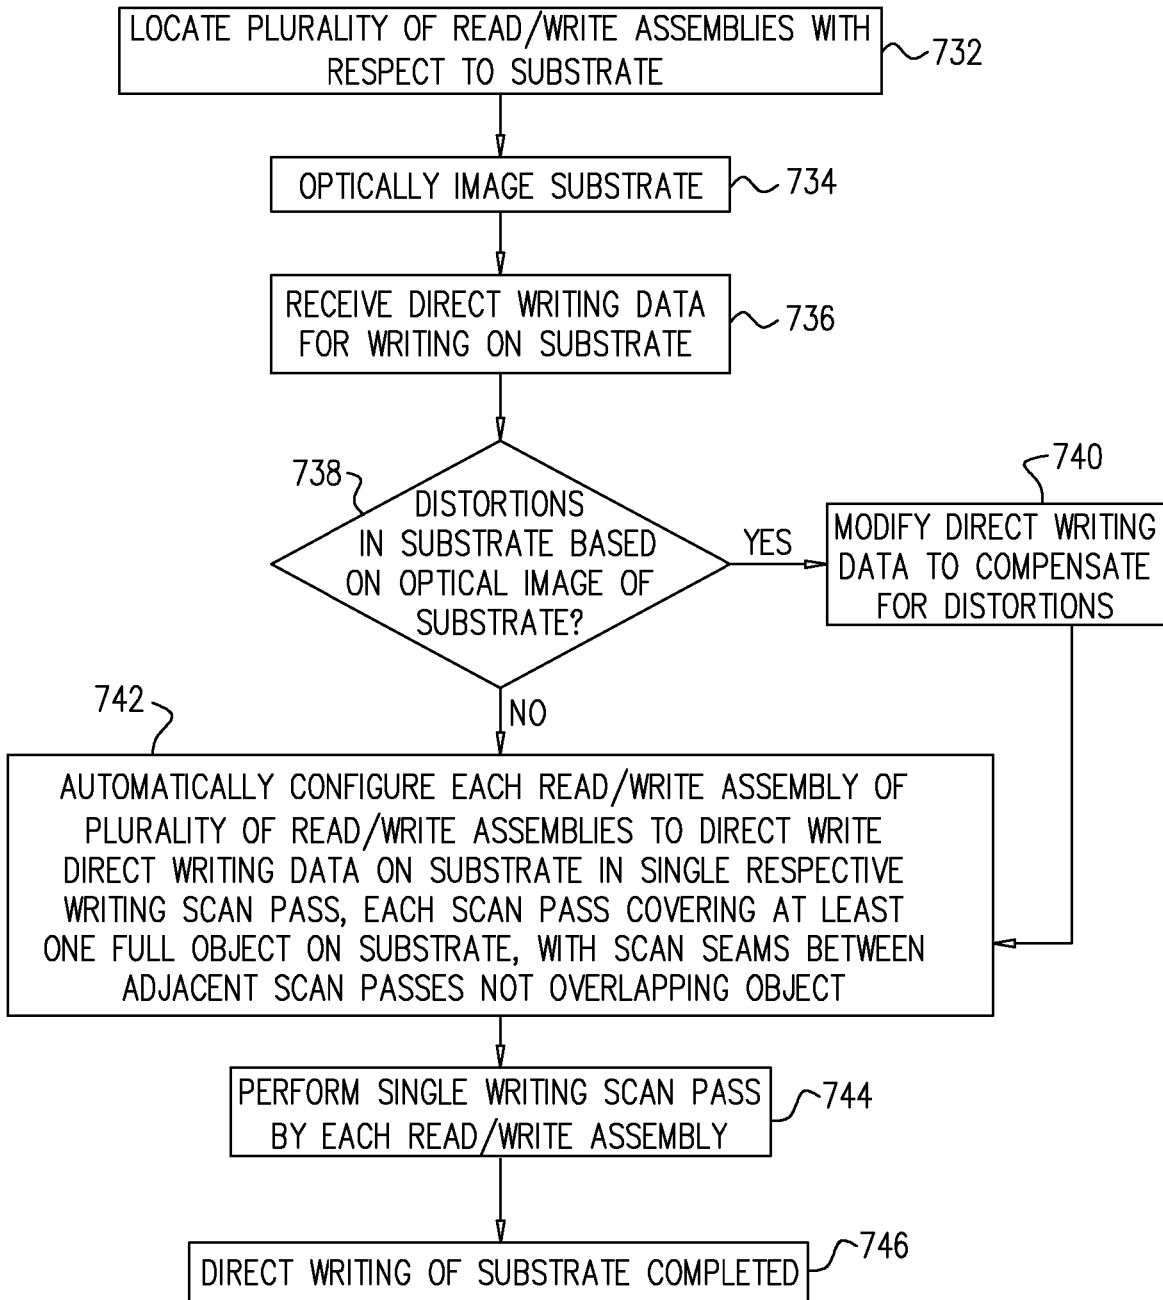 LOCATE PLURALITY OF READ/WRITE ASSEMBLIES WITH
RESPECT TO SUBSTRATE
732
OPTICALLY IMAGE SUBSTRATE
734
RECEIVE DIRECT WRITING DATA
FOR WRITING ON SUBSTRATE
736
738
DISTORTIONS
IN SUBSTRATE BASED
ON OPTICAL IMAGE OF
SUBSTRATE?
YES
740
MODIFY DIRECT WRITING
DATA TO COMPENSATE
FOR DISTORTIONS
NO
742
AUTOMATICALLY CONFIGURE EACH READ/WRITE ASSEMBLY OF
PLURALITY OF READ/WRITE ASSEMBLIES TO DIRECT WRITE
DIRECT WRITING DATA ON SUBSTRATE IN SINGLE RESPECTIVE
WRITING SCAN PASS, EACH SCAN PASS COVERING AT LEAST
ONE FULL OBJECT ON SUBSTRATE, WITH SCAN SEAMS BETWEEN
ADJACENT SCAN PASSES NOT OVERLAPPING OBJECT
PERFORM SINGLE WRITING SCAN PASS
BY EACH READ/WRITE ASSEMBLY
744
DIRECT WRITING OF SUBSTRATE COMPLETED
746